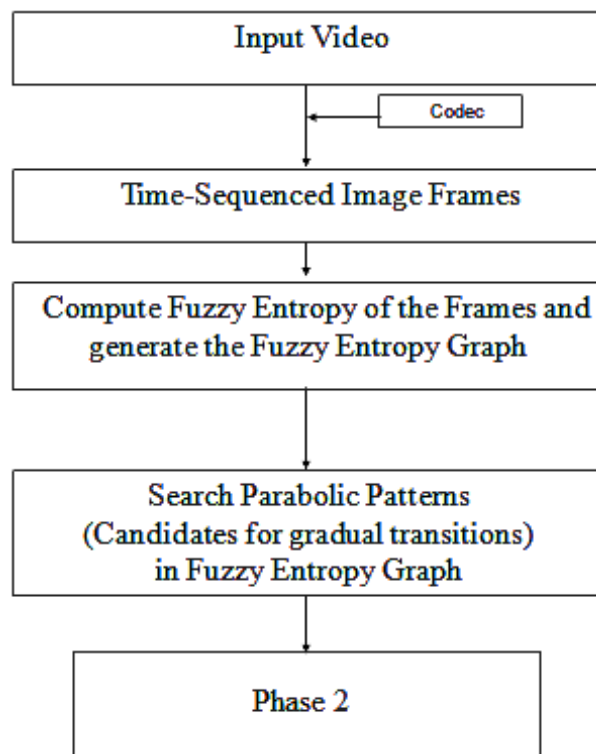 Input Video
Codec
Time-Sequenced Image Frames
Compute Fuzzy Entropy of the Frames and
generate the Fuzzy Entropy Graph
Search Parabolic Patterns
(Candidates for gradual transitions)
in Fuzzy Entropy Graph
Phase 2